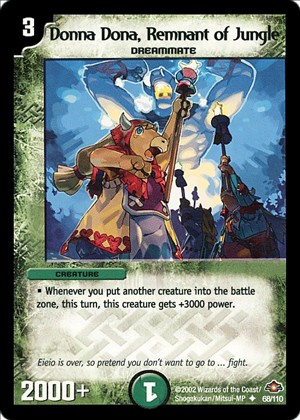 3
Donna Dona, Remnant of Jungle
DREAMMATE
CREATURE
▪ Whenever you put another creature into the battle
zone, this turn, this creature gets +3000 power.
Eieio is over, so pretend you don't want to go to ... fight.
2000+
1
©2002 Wizards of the Coast/
Shogakukan/Mitsui-MP ♦ 68/110